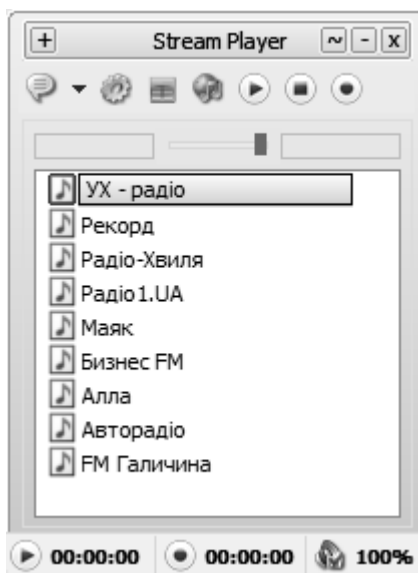 + Stream Player ~ - x
УХ - радіо
Рекорд
Радіо-Хвиля
Радіо1.UA
Маяк
Бизнес FM
Алла
Авторадіо
FM Галичина
00:00:00 00:00:00 100%